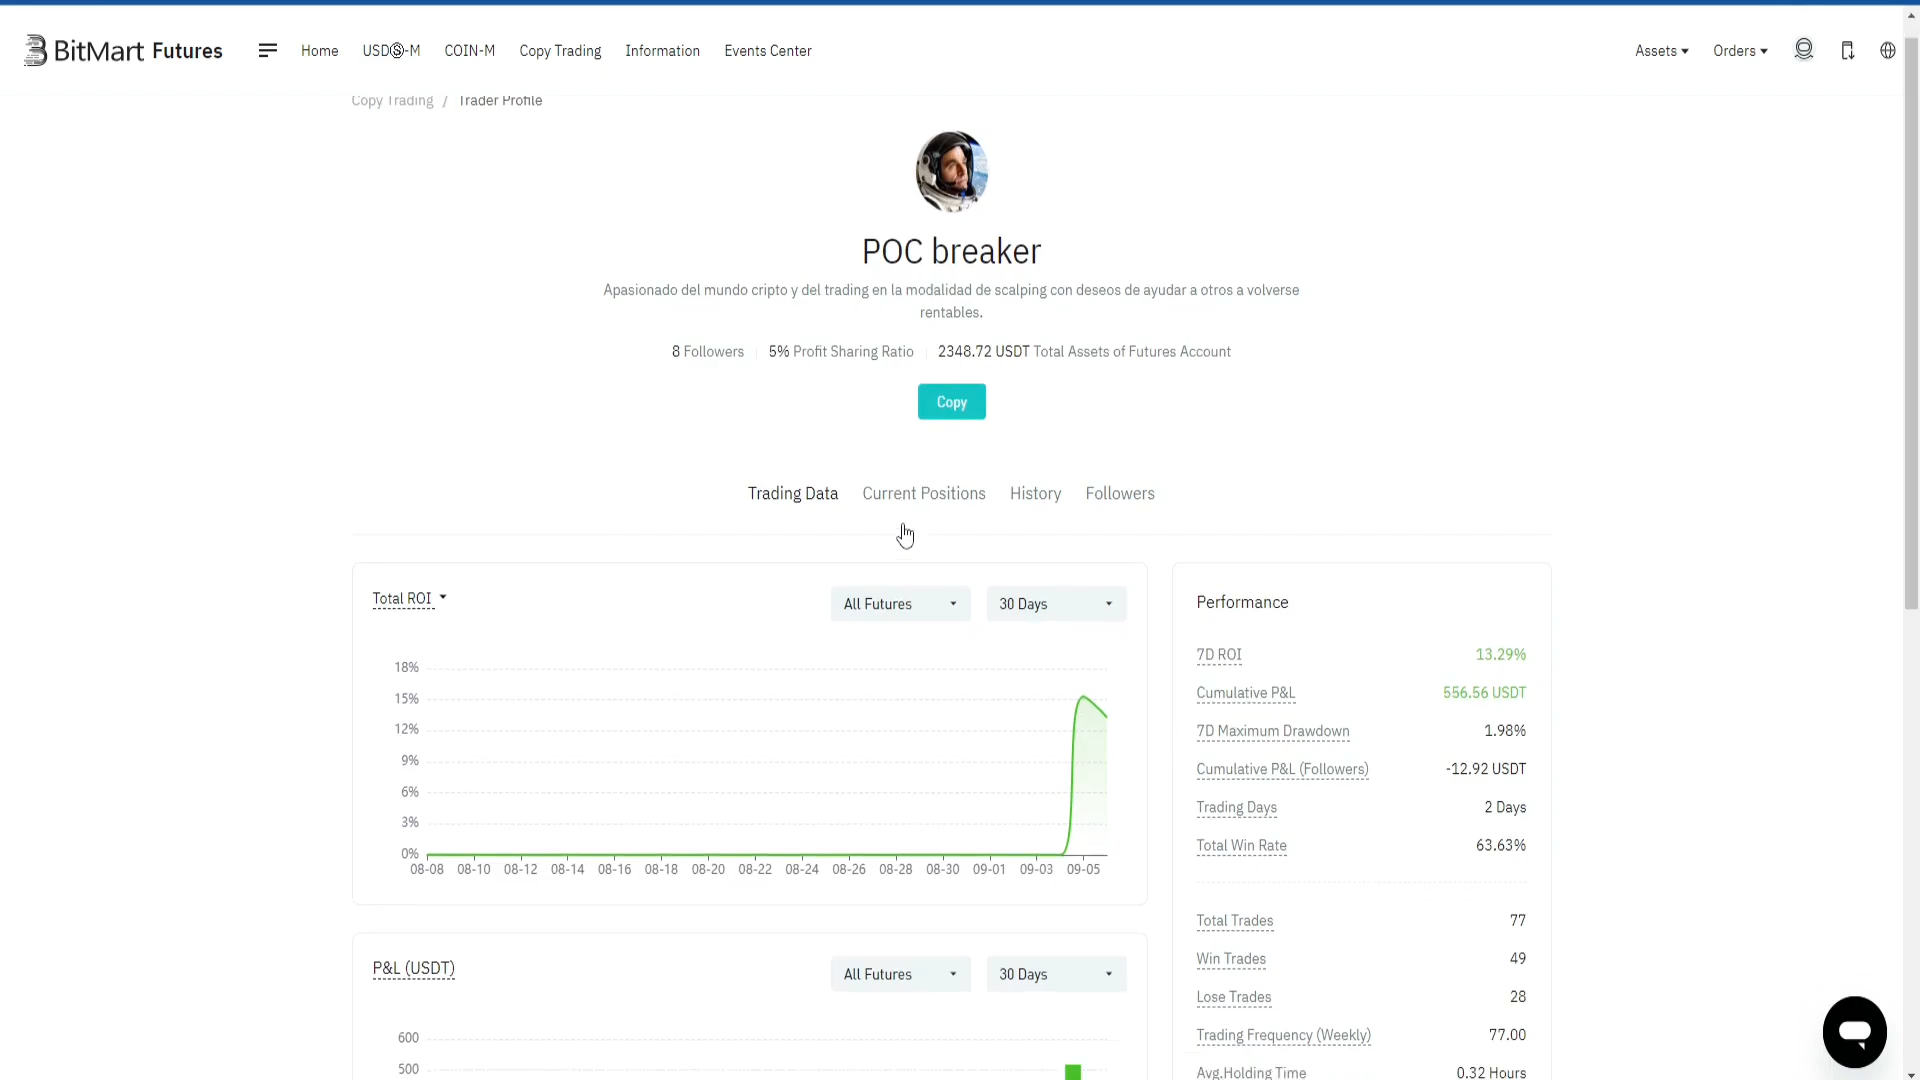 BitMart Futures
Home
USDⓈ-M
COIN-M
Copy Trading
Information
Events Center
Assets
Orders
Copy Trading / Trader Profile
POC breaker
Apasionado del mundo cripto y del trading en la modalidad de scalping con deseos de ayudar a otros a volverse
rentables.
8 Followers
5% Profit Sharing Ratio
2348.72 USDT Total Assets of Futures Account
Copy
Trading Data
Current Positions
History
Followers
Total ROI
All Futures
30 Days
18%
15%
12%
9%
6%
3%
0%
08-08 08-10 08-12 08-14 08-16 08-18 08-20 08-22 08-24 08-26 08-28 08-30 09-01 09-03 09-05
P&L (USDT)
All Futures
30 Days
600
500
Performance
7D ROI 13.29%
Cumulative P&L 556.56 USDT
7D Maximum Drawdown 1.98%
Cumulative P&L (Followers) -12.92 USDT
Trading Days 2 Days
Total Win Rate 63.63%
Total Trades 77
Win Trades 49
Lose Trades 28
Trading Frequency (Weekly) 77.00
Avg.Holding Time 0.32 Hours